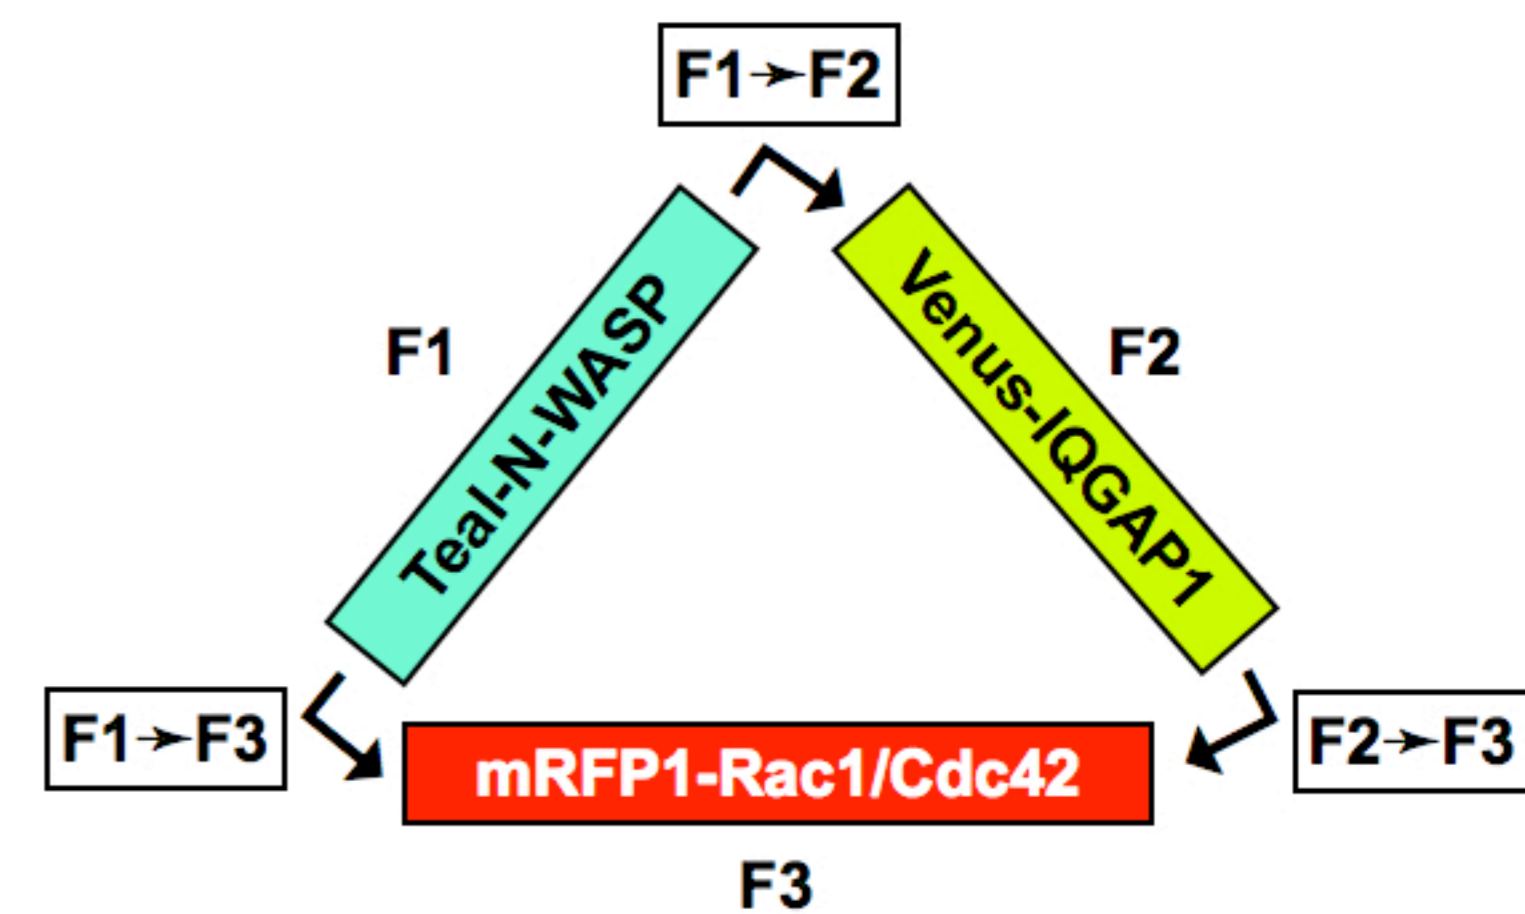 F1→F2
F1
Teal-N-WASP
Venus-IQGAP1
F2
F1→F3
mRFP1-Rac1/Cdc42
F2→F3
F3